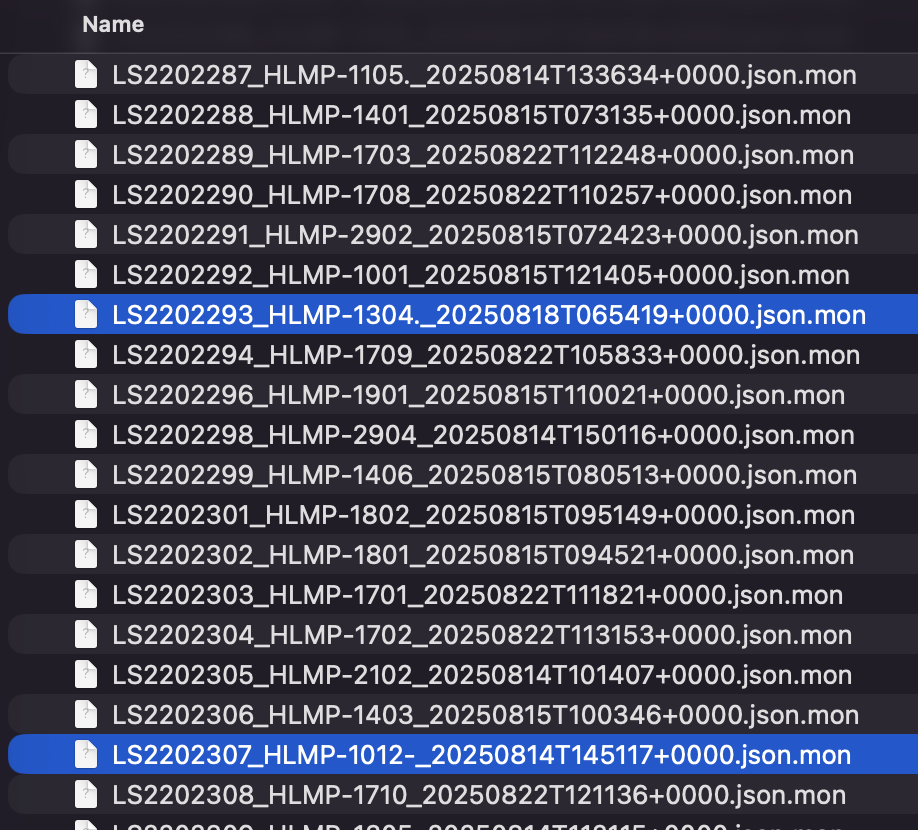 Name
LS2202287_HLMP-1105._20250814T133634+0000.json.mon
LS2202288_HLMP-1401_20250815T073135+0000.json.mon
LS2202289_HLMP-1703_20250822T112248+0000.json.mon
LS2202290_HLMP-1708_20250822T110257+0000.json.mon
LS2202291_HLMP-2902_20250815T072423+0000.json.mon
LS2202292_HLMP-1001_20250815T121405+0000.json.mon
LS2202293_HLMP-1304._20250818T065419+0000.json.mon
LS2202294_HLMP-1709_20250822T105833+0000.json.mon
LS2202296_HLMP-1901_20250815T110021+0000.json.mon
LS2202298_HLMP-2904_20250814T150116+0000.json.mon
LS2202299_HLMP-1406_20250815T080513+0000.json.mon
LS2202301_HLMP-1802_20250815T095149+0000.json.mon
LS2202302_HLMP-1801_20250815T094521+0000.json.mon
LS2202303_HLMP-1701_20250822T111821+0000.json.mon
LS2202304_HLMP-1702_20250822T113153+0000.json.mon
LS2202305_HLMP-2102_20250814T101407+0000.json.mon
LS2202306_HLMP-1403_20250815T100346+0000.json.mon
LS2202307_HLMP-1012-_20250814T145117+0000.json.mon
LS2202308_HLMP-1710_20250822T121136+0000.json.mon